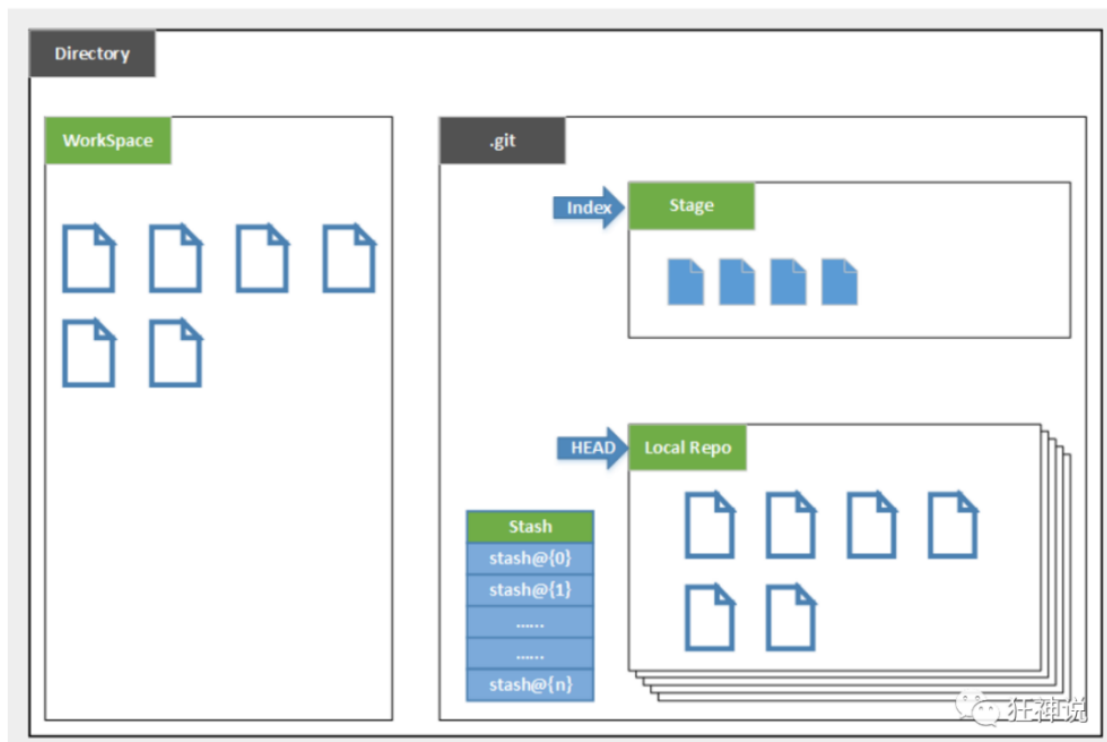 Directory
WorkSpace
.git
Index
Stage
HEAD
Local Repo
Stash
stash@{0}
stash@{1}
......
......
stash@{n}
狂神说